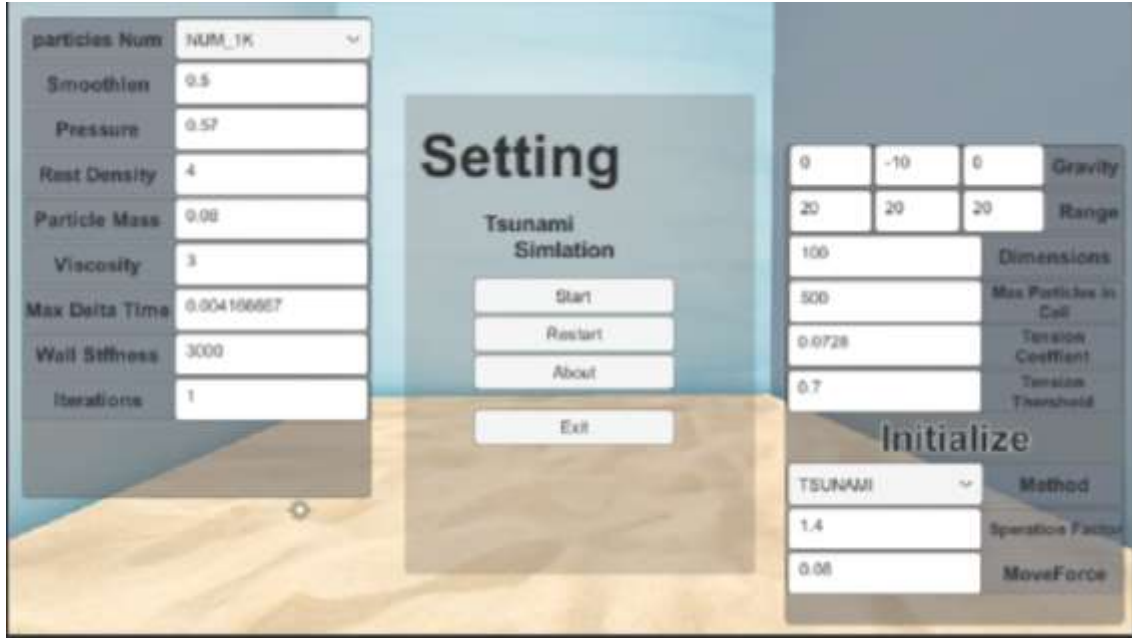 particles Num NUM_1K
Smoothlen 0.5
Pressure 0.57
Rest Density 4
Particle Mass 0.08
Viscosity 3
Max Delta Time 0.004166667
Wall Stiffness 3000
Iterations 1
Setting
Tsunami
Simlation
Start
Restart
About
Exit
0 -10 0 Gravity
20 20 20 Range
100 Dimensions
500 Max Particles in
Cell
0.0728 Tension
Coeffient
0.7 Tension
Thershold
Initialize
TSUNAMI Method
1.4 Speration Factor
0.08 MoveForce